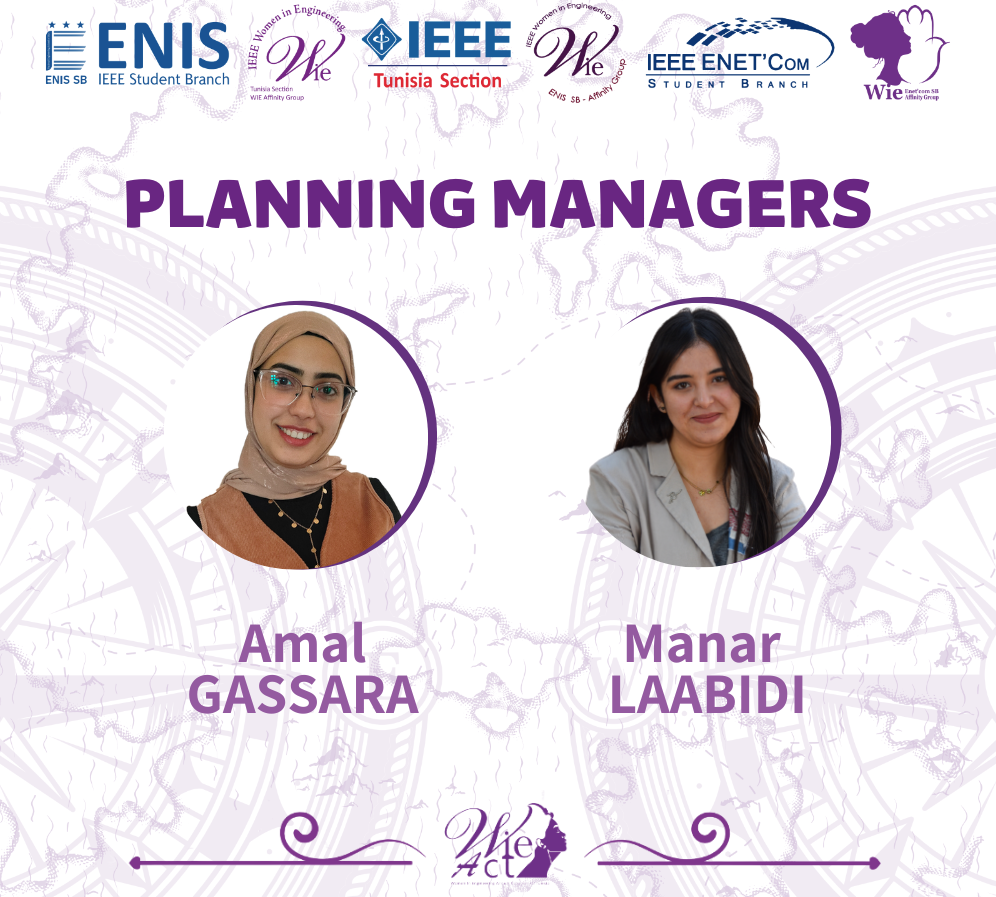 ENIS
ENIS SB
IEEE Student Branch
IEEE Women in Engineering
Wie
Tunisia Section
WIE Affinity Group
IEEE
Tunisia Section
IEEE Women in Engineering
Wie
ENIS SB - Affinity Group
IEEE ENET'COM
STUDENT BRANCH
Wie
Enet'com SB
Affinity Group
PLANNING MANAGERS
Amal
GASSARA
Manar
LAABIDI
Wie
Act